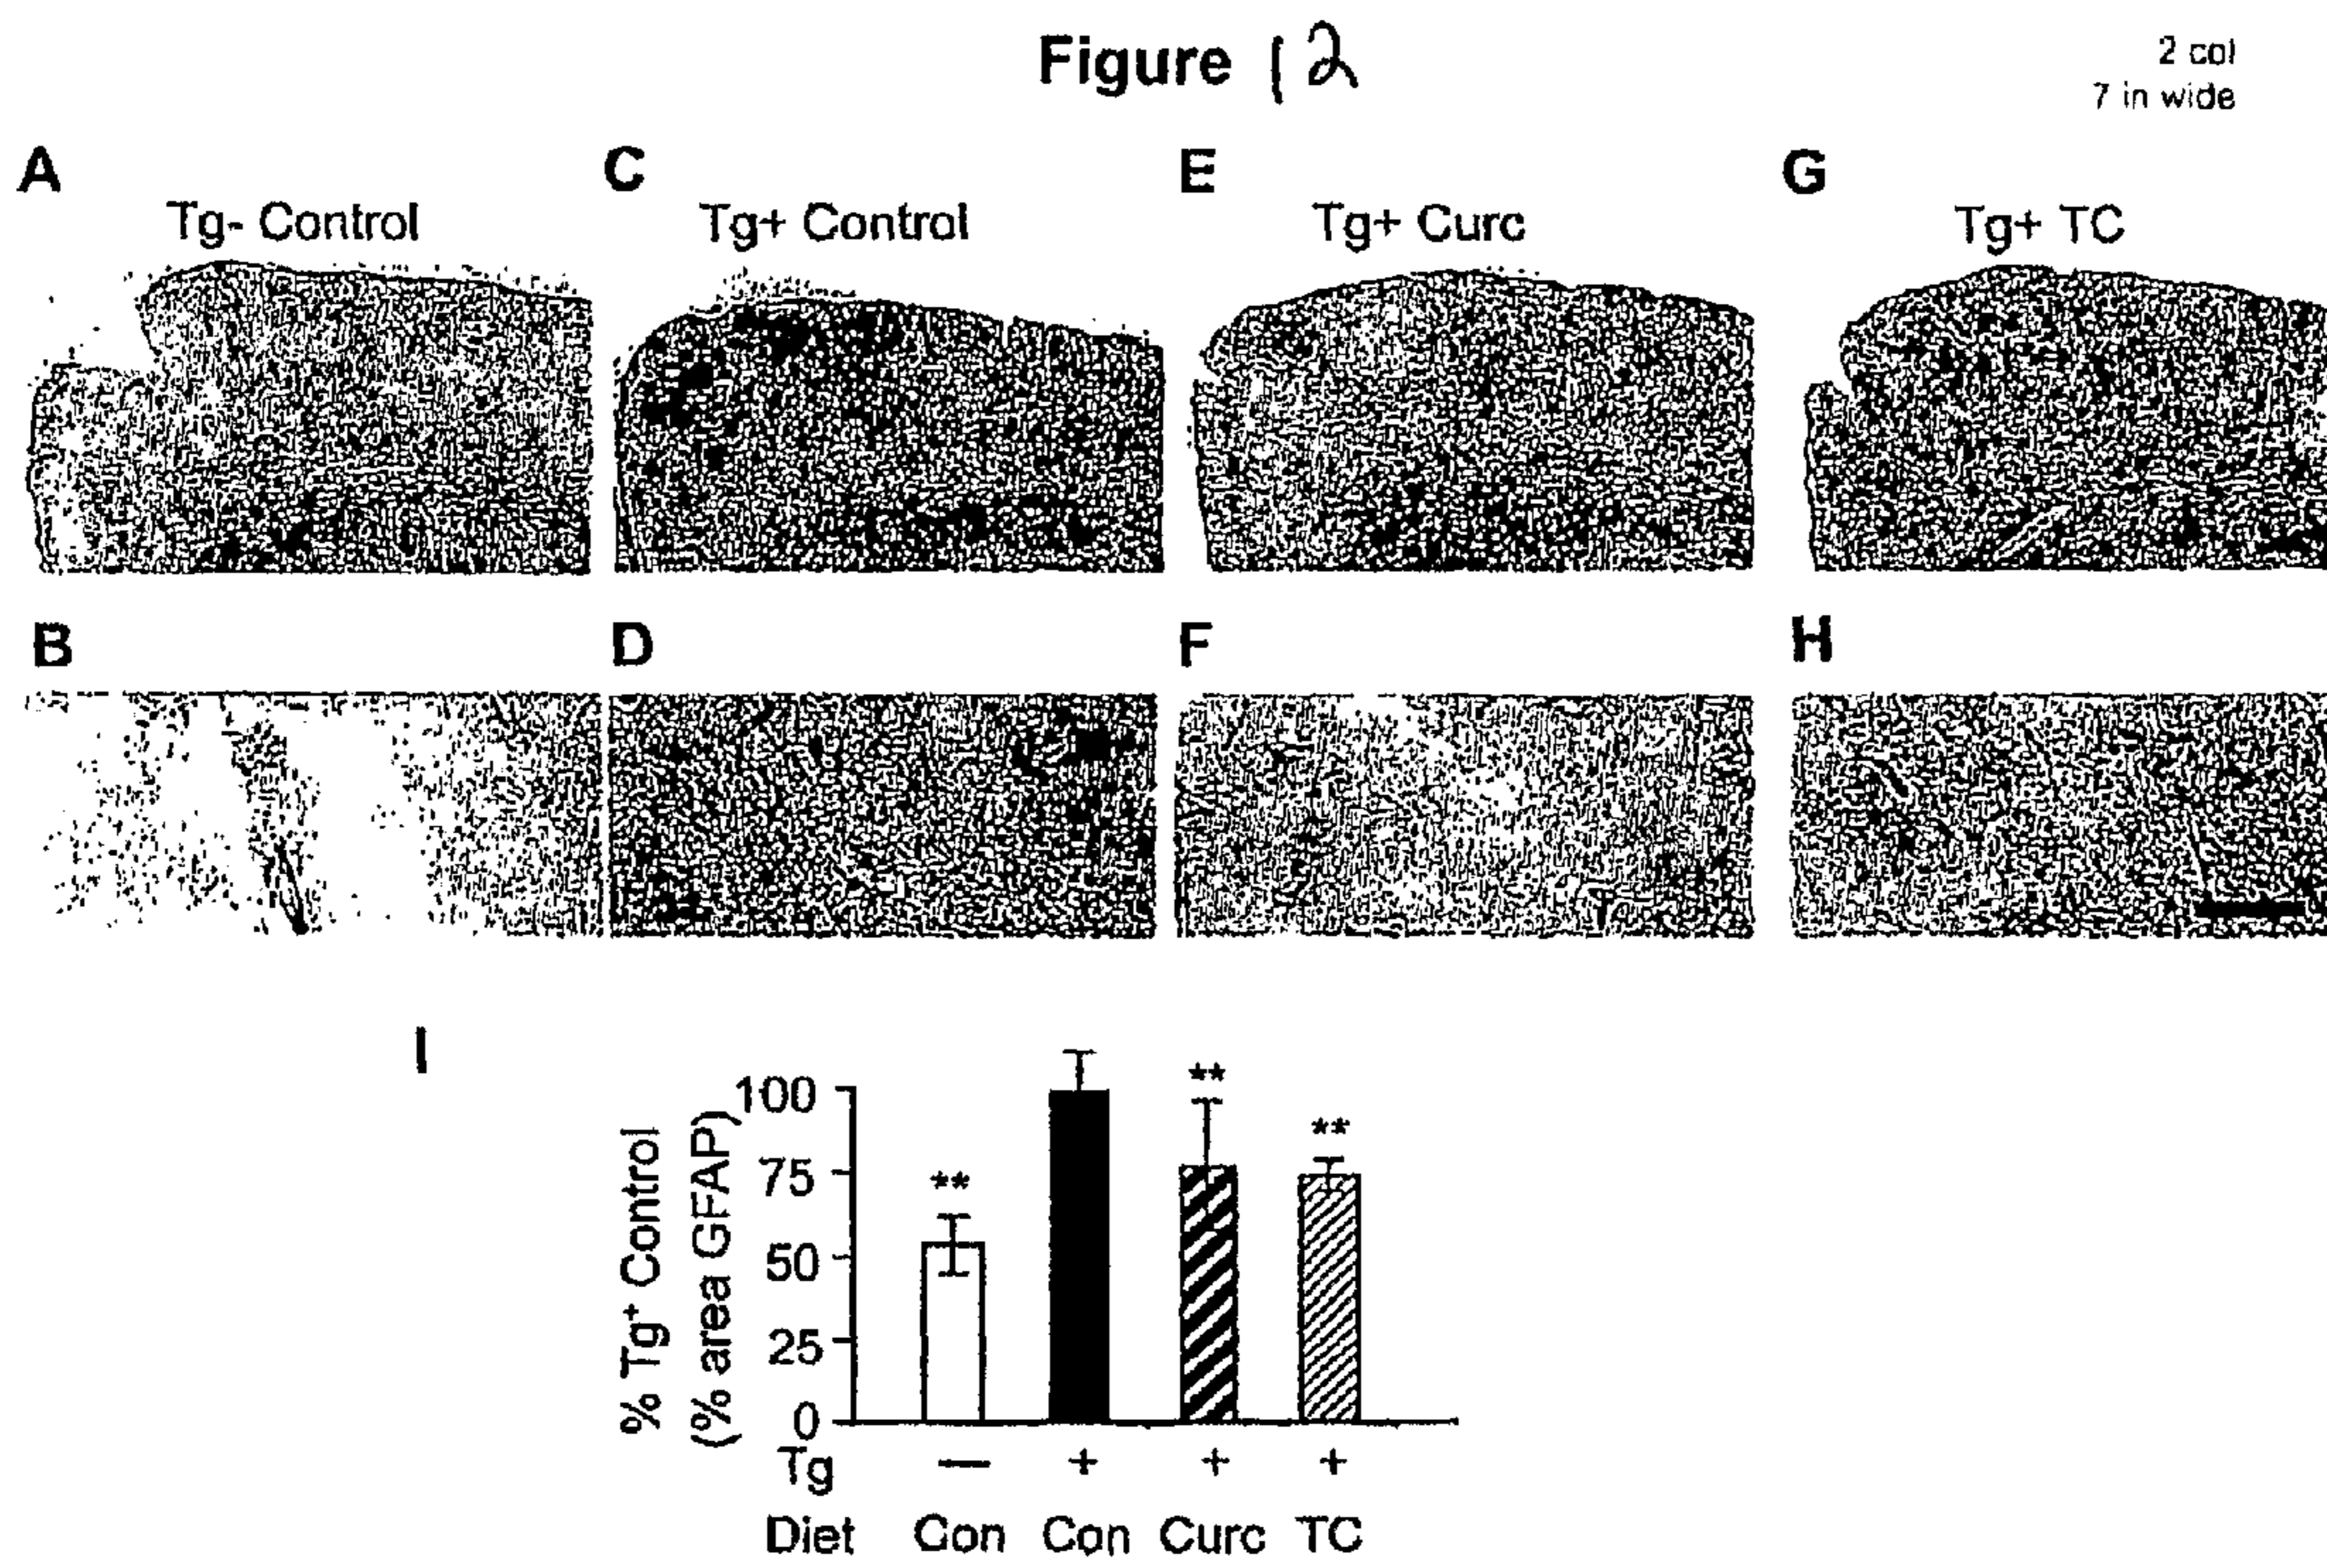 Figure 12
2 col
7 in wide
A
C
E
G
Tg- Control
Tg+ Control
Tg+ Curc
Tg+ TC
B
D
F
H
I
% Tg+ Control
(% area GFAP)
100
75
50
25
0
**
**
**
Tg — + + +
Diet Con Con Curc TC